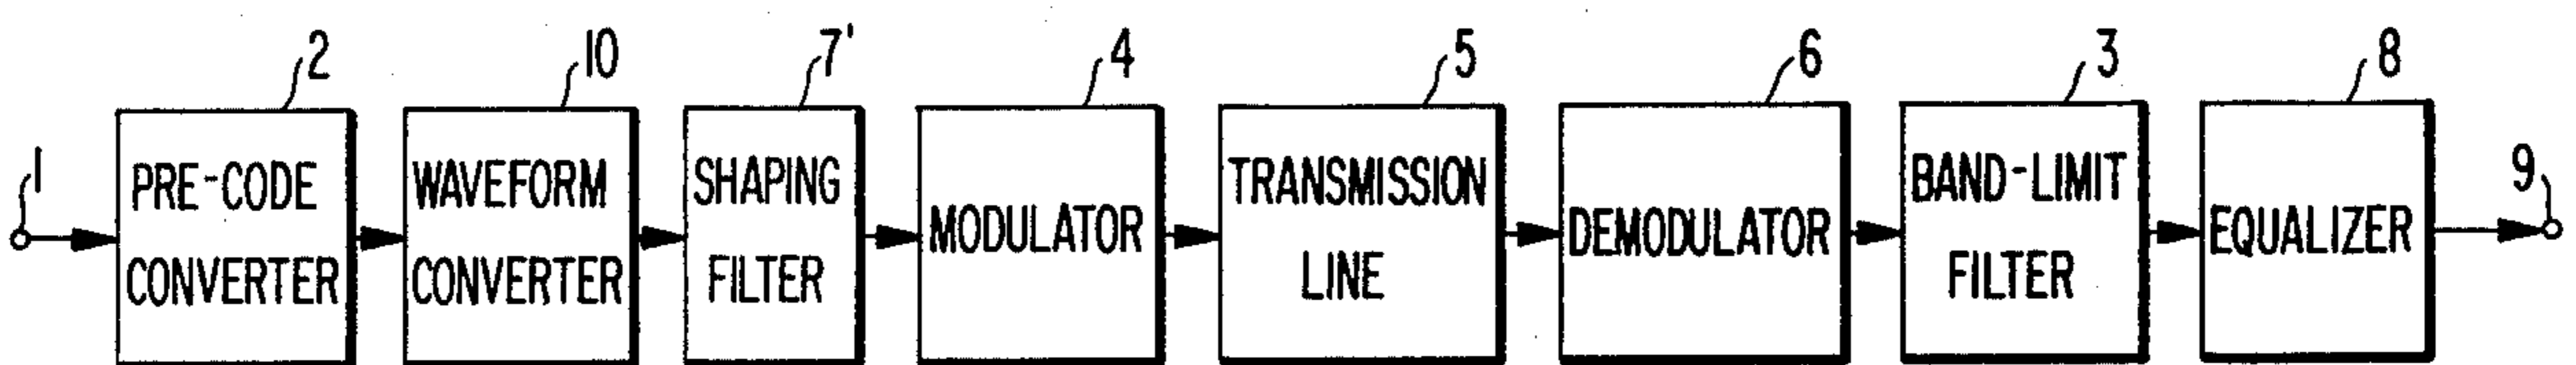 2
10
7'
4
5
6
3
8
1
PRE-CODE
CONVERTER
WAVEFORM
CONVERTER
SHAPING
FILTER
MODULATOR
TRANSMISSION
LINE
DEMODULATOR
BAND-LIMIT
FILTER
EQUALIZER
9